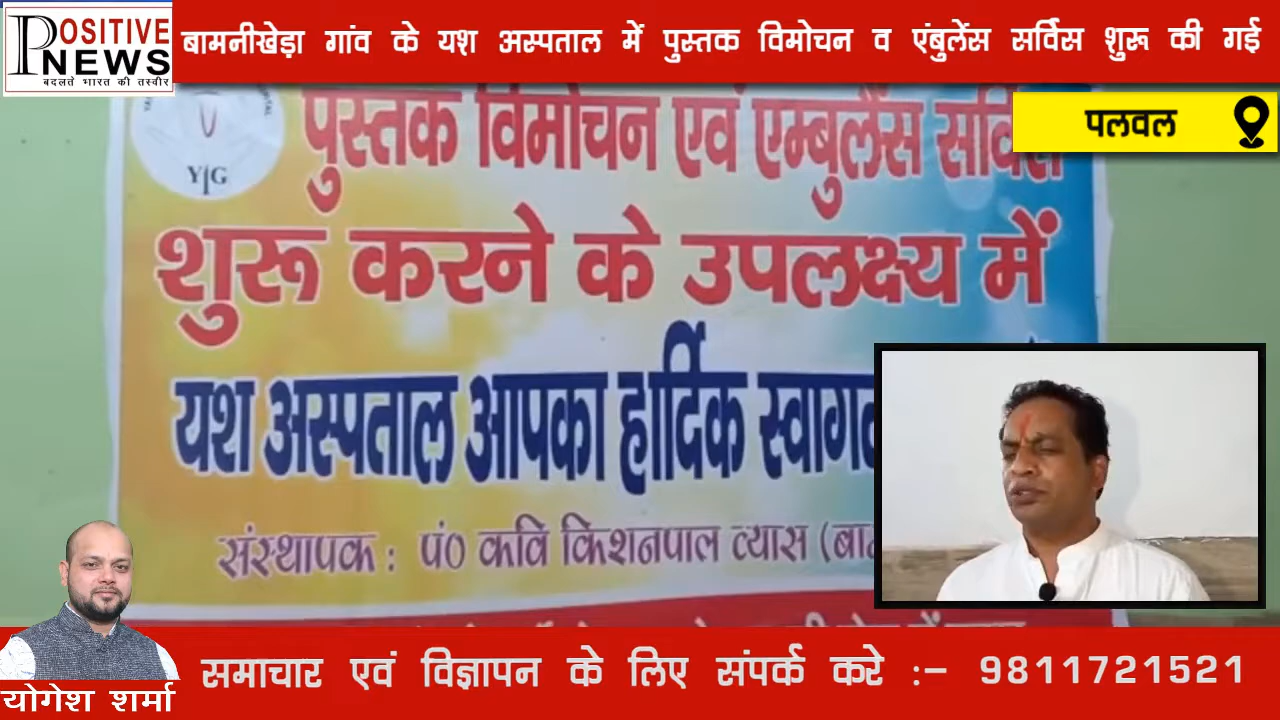 POSITIVE
NEWS
बदलते भारत की तस्वीर
बामनीखेड़ा गांव के यश अस्पताल में पुस्तक विमोचन व एंबुलेंस सर्विस शुरू की गई
पलवल
YG
पुस्तक विमोचन एवं एम्बुलैंस सर्विस
शुरू करने के उपलक्ष्य में
यश अस्पताल आपका हार्दिक
संस्थापक : पं० कवि किशनपाल व्यास
समाचार एवं विज्ञापन के लिए संपर्क करे :- 9811721521
योगेश शर्मा